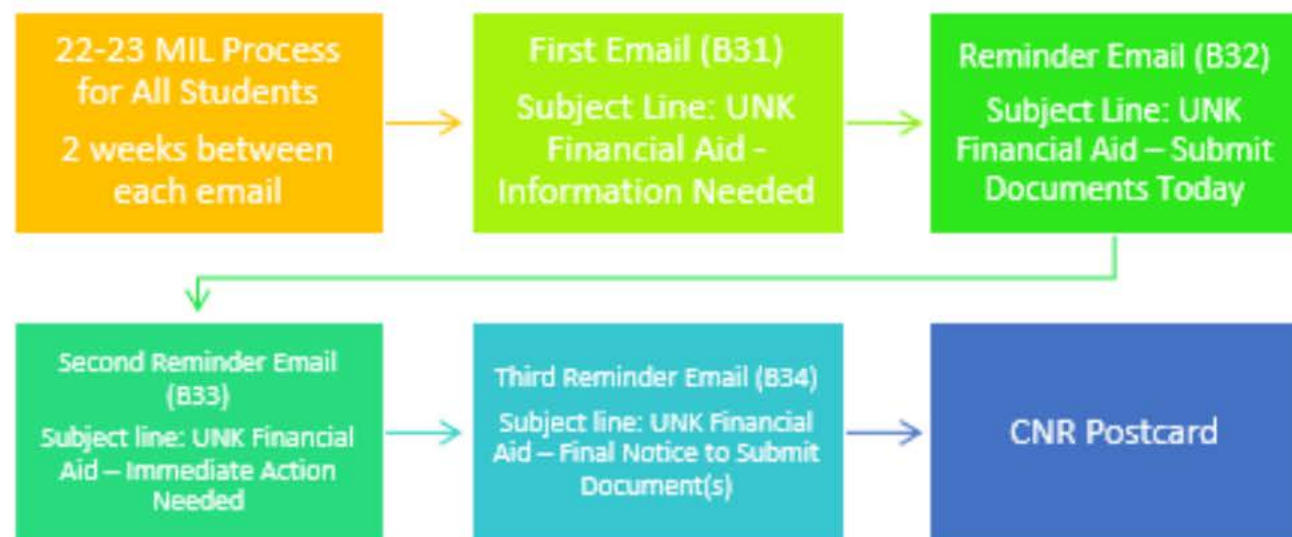 22-23 MIL Process
for All Students
2 weeks between
each email
First Email (B31)
Subject Line: UNK
Financial Aid -
Information Needed
Reminder Email (B32)
Subject Line: UNK
Financial Aid – Submit
Documents Today
Second Reminder Email
(B33)
Subject line: UNK Financial
Aid – Immediate Action
Needed
Third Reminder Email (B34)
Subject line: UNK Financial
Aid – Final Notice to Submit
Document(s)
CNR Postcard